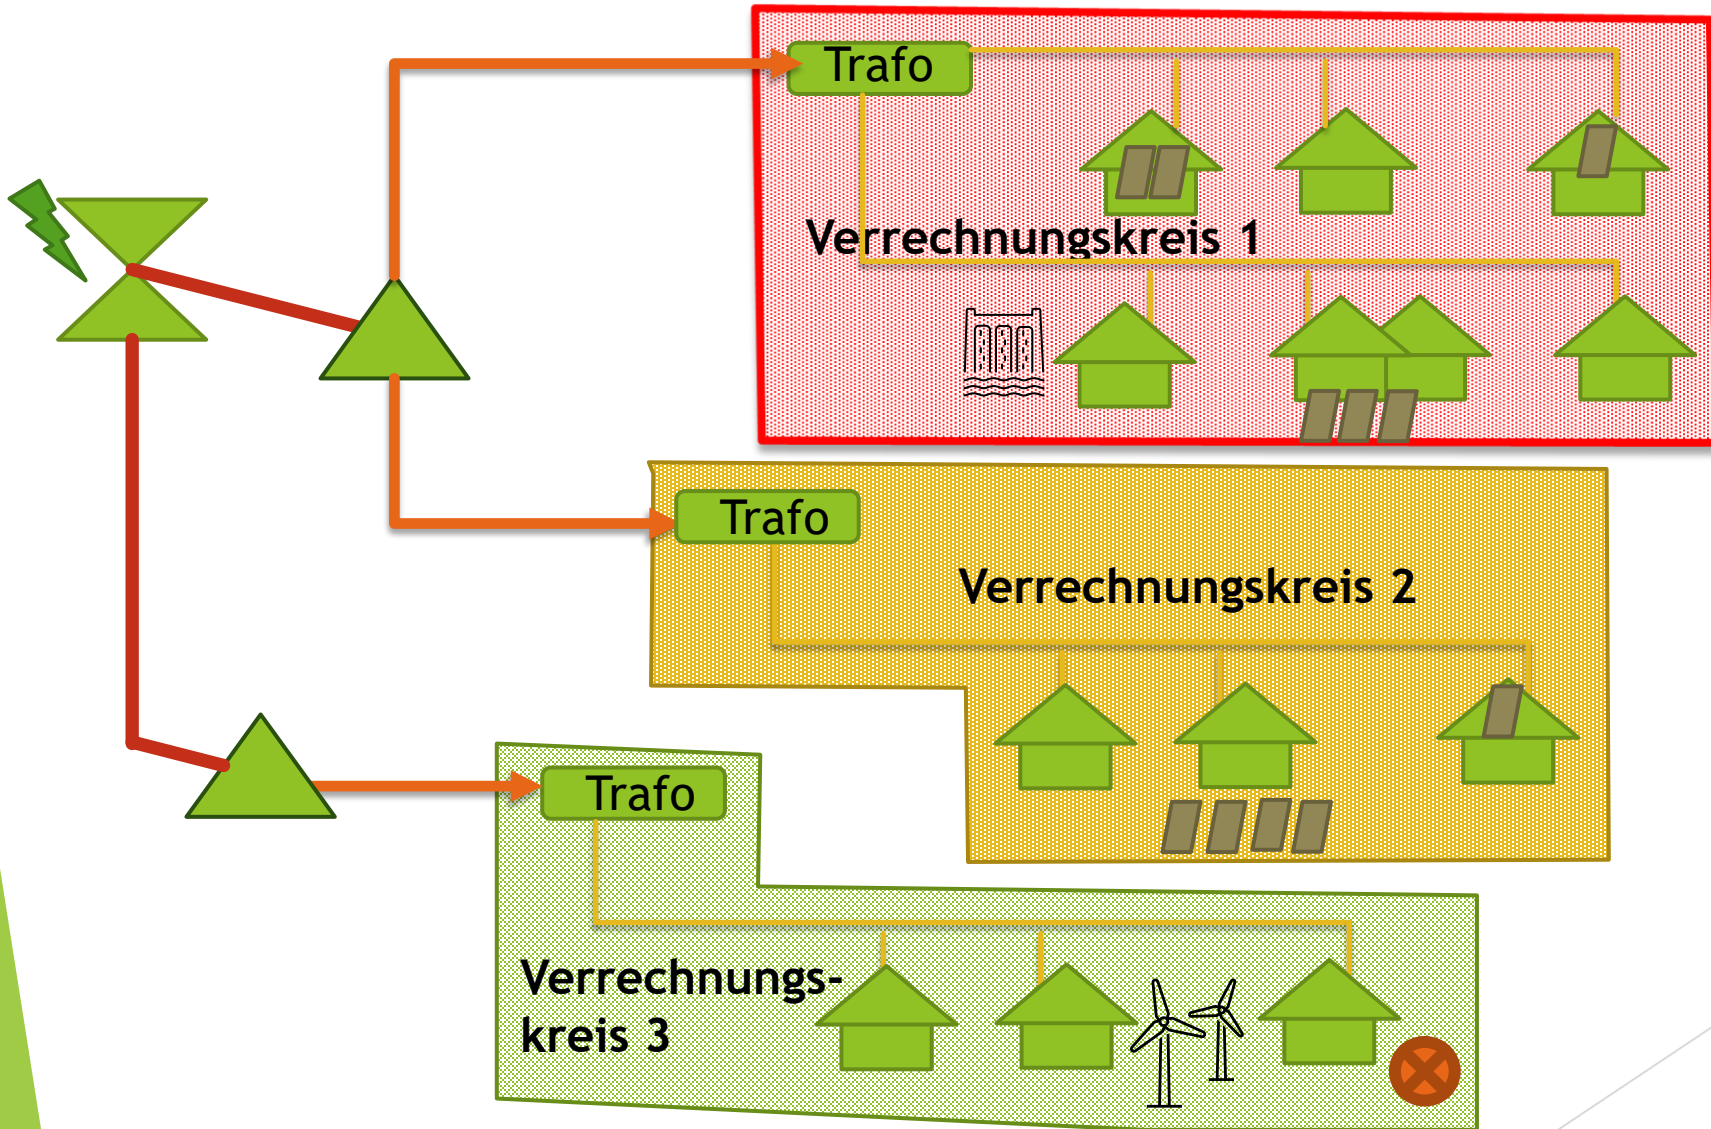 Trafo
Verrechnungskreis 1
Trafo
Verrechnungskreis 2
Trafo
Verrechnungs-
kreis 3